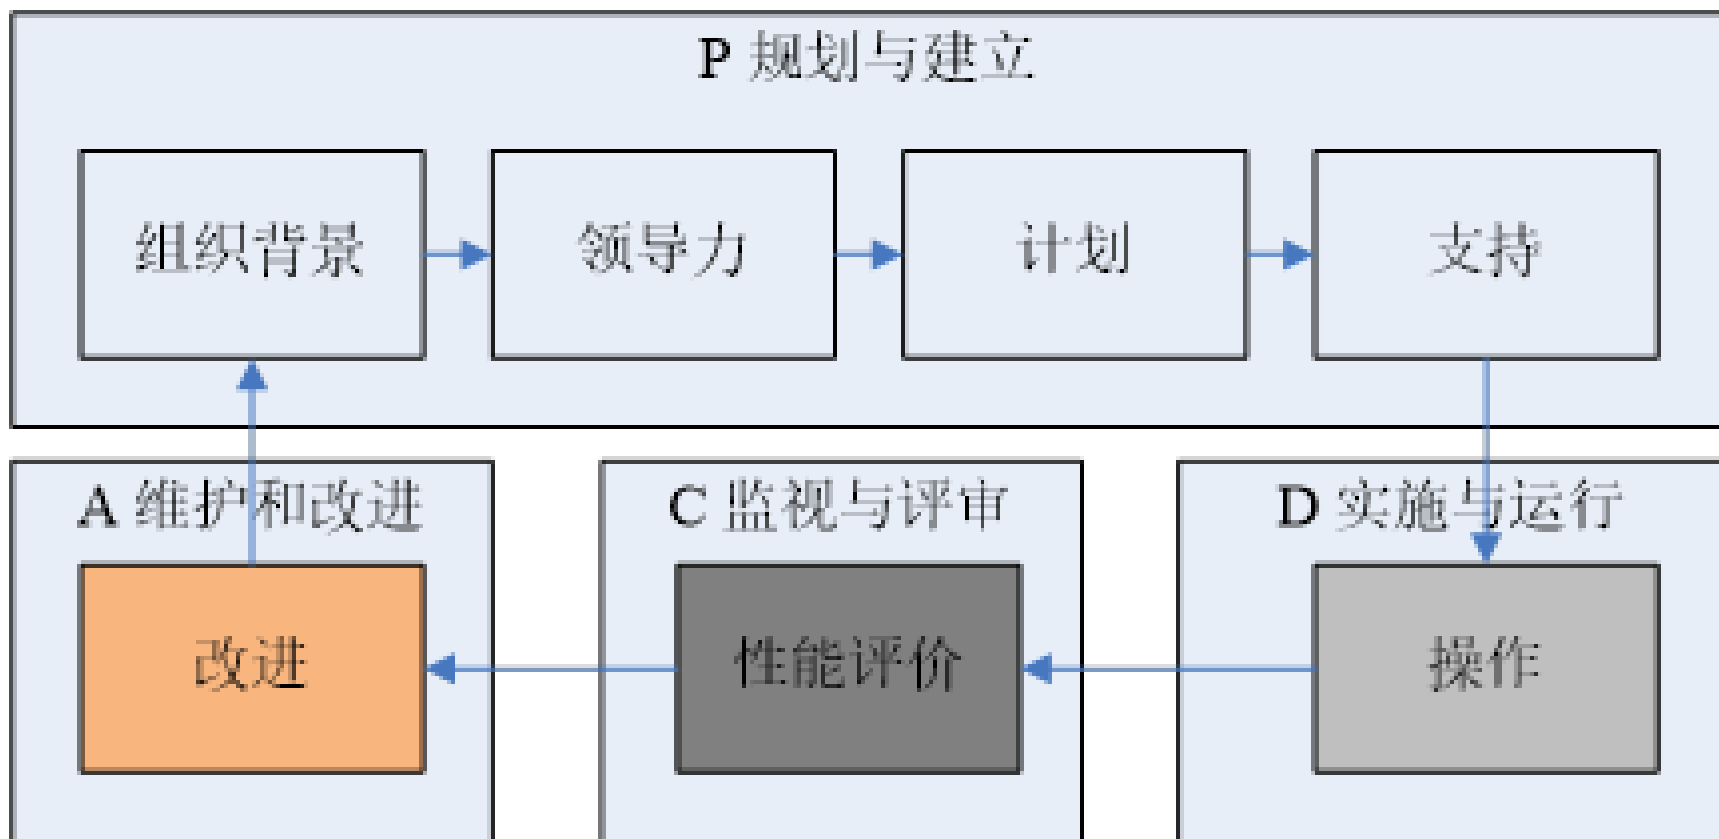 P 规划与建立
组织背景
领导力
计划
支持
A 维护和改进
C 监视与评审
D 实施与运行
改进
性能评价
操作